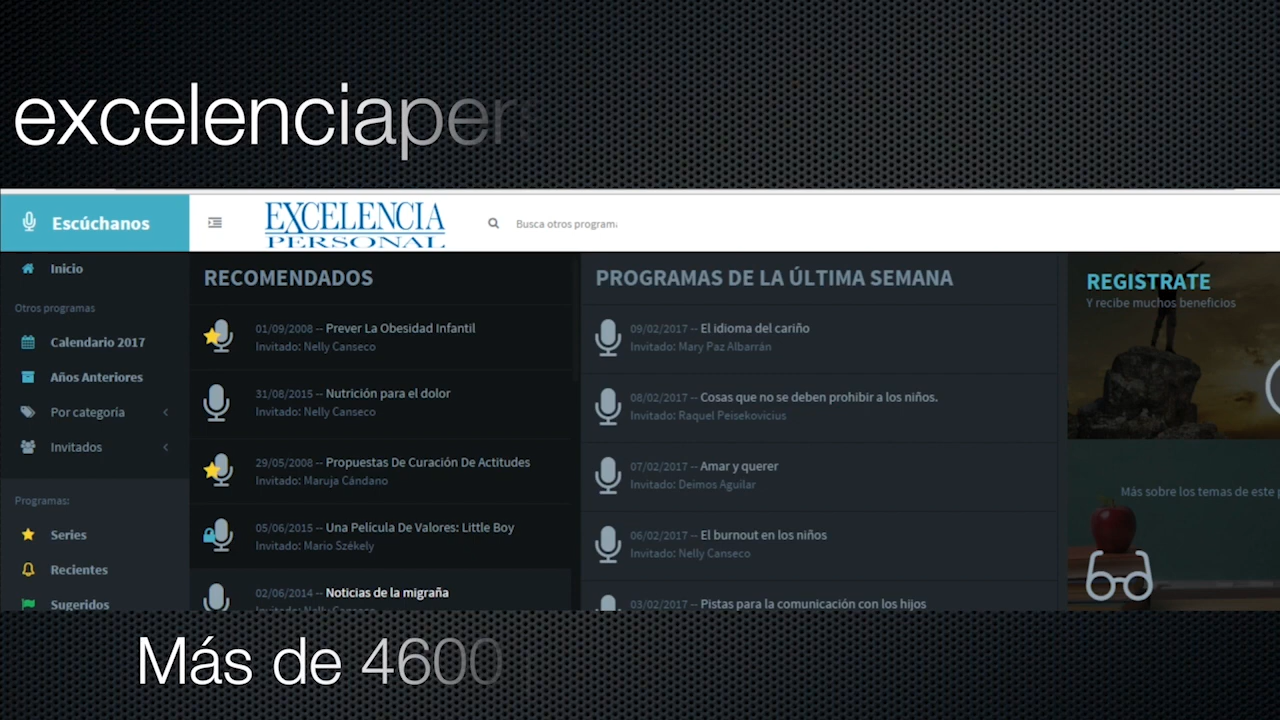 excelenciaper
Escúchanos
EXCELENCIA
PERSONAL
Busca otros programa
Inicio
Otros programas
Calendario 2017
Años Anteriores
Por categoría
Invitados
Programas:
Series
Recientes
Sugeridos
RECOMENDADOS
01/09/2008 -- Prever La Obesidad Infantil
Invitado: Nelly Canseco
31/08/2015 -- Nutrición para el dolor
Invitado: Nelly Canseco
29/05/2008 -- Propuestas De Curación De Actitudes
Invitado: Maruja Cándano
05/06/2015 -- Una Película De Valores: Little Boy
Invitado: Mario Székely
02/06/2014 -- Noticias de la migraña
Invitado: Nelly Canseco
PROGRAMAS DE LA ÚLTIMA SEMANA
09/02/2017 -- El idioma del cariño
Invitado: Mary Paz Albarrán
08/02/2017 -- Cosas que no se deben prohibir a los niños.
Invitado: Raquel Peisekovicius
07/02/2017 -- Amar y querer
Invitado: Deimos Aguilar
06/02/2017 -- El burnout en los niños
Invitado: Nelly Canseco
03/02/2017 -- Pistas para la comunicación con los hijos
REGISTRATE
Y recibe muchos beneficios
Más sobre los temas de este
Más de 4600